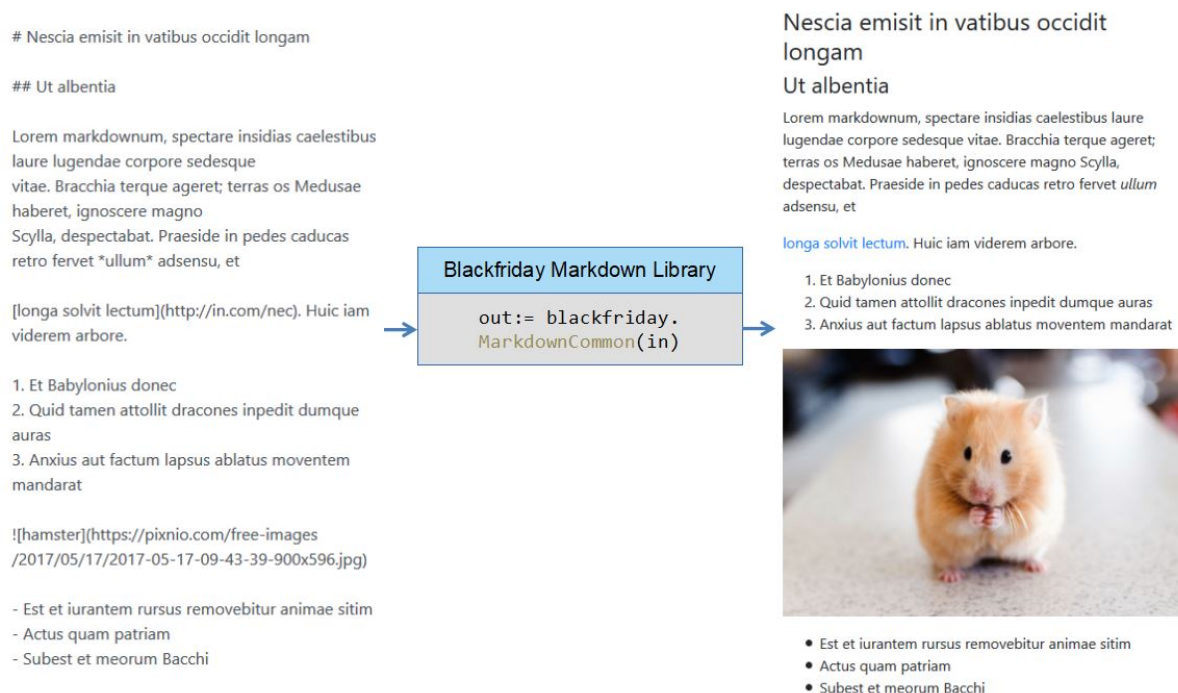 # Nescia emisit in vatibus occidit longam
## Ut albentia
Lorem markdownum, spectare insidias caelestibus
laure lugendae corpore sedesque
vitae. Bracchia terque ageret; terras os Medusae
haberet, ignoscere magno
Scylla, despectabat. Praeside in pedes caducas
retro fervet *ullum* adsensu, et
[longa solvit lectum](http://in.com/nec). Huic iam
viderem arbore.
1. Et Babylonius donec
2. Quid tamen attollit dracones inpedit dumque
auras
3. Anxius aut factum lapsus ablatus moventem
mandarat
![hamster](https://pixnio.com/free-images
/2017/05/17/2017-05-17-09-43-39-900x596.jpg)
- Est et iurantem rursus removebitur animae sitim
- Actus quam patriam
- Subest et meorum Bacchi
Blackfriday Markdown Library
out:= blackfriday.
MarkdownCommon(in)
Nescia emisit in vatibus occidit
longam
Ut albentia
Lorem markdownum, spectare insidias caelestibus laure
lugendae corpore sedesque vitae. Bracchia terque ageret;
terras os Medusae haberet, ignoscere magno Scylla,
despectabat. Praeside in pedes caducas retro fervet ullum
adsensu, et
longa solvit lectum. Huic iam viderem arbore.
1. Et Babylonius donec
2. Quid tamen attollit dracones inpedit dumque auras
3. Anxius aut factum lapsus ablatus moventem mandarat
• Est et iurantem rursus removebitur animae sitim
• Actus quam patriam
• Subest et meorum Bacchi